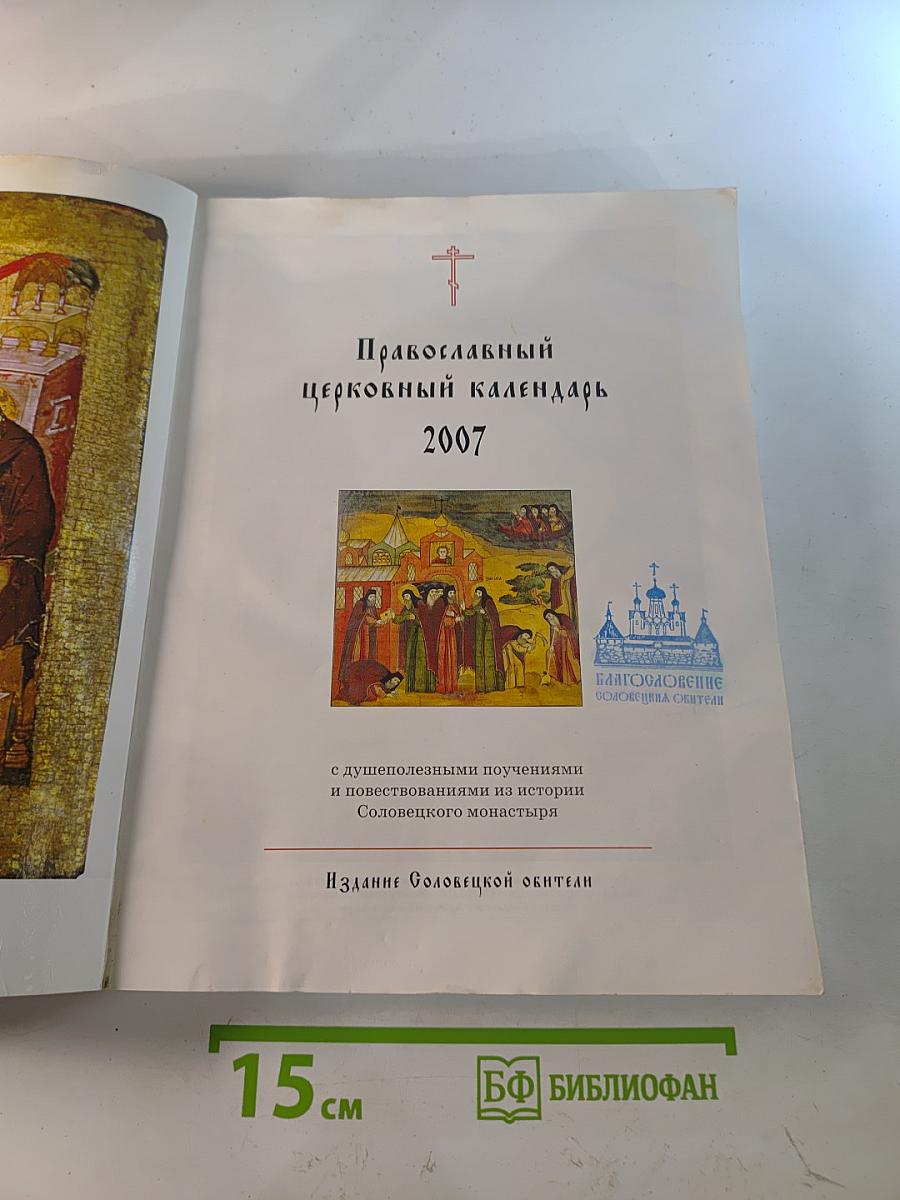 Православный
церковный календарь
2007
БЛАГОСЛОВЕНИЕ
СОЛОВЕЦКИЯ ОБИТЕЛИ
с душеполезными поучениями
и повествованиями из истории
Соловецкого монастыря
Издание Соловецкой обители
15 см
БФ БИБЛИОФАН